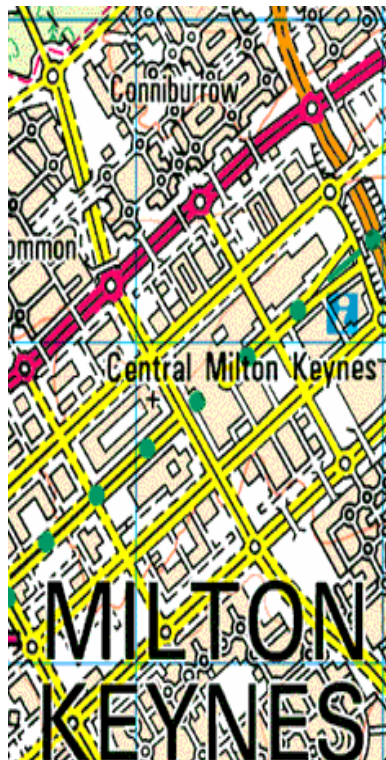 Conniburrow
ommon
Central Milton Keynes
i
MILTON
KEYNES